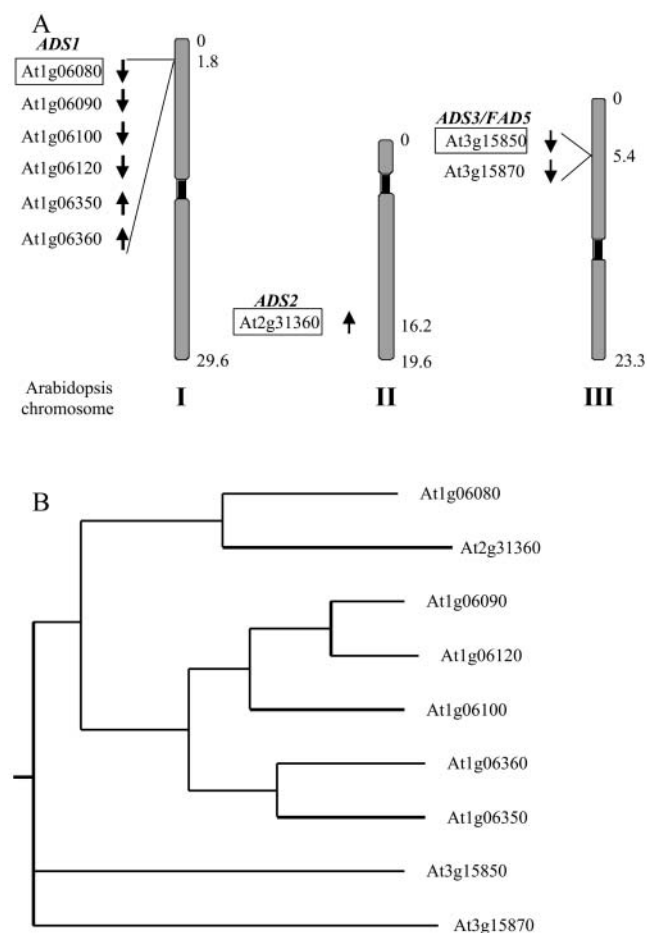 A
ADS1
At1g06080
At1g06090
At1g06100
At1g06120
At1g06350
At1g06360
0
1.8
29.6
ADS2
At2g31360
0
16.2
19.6
ADS3/FAD5
At3g15850
At3g15870
0
5.4
23.3
Arabidopsis
chromosome
I
II
III
B
At1g06080
At2g31360
At1g06090
At1g06120
At1g06100
At1g06360
At1g06350
At3g15850
At3g15870